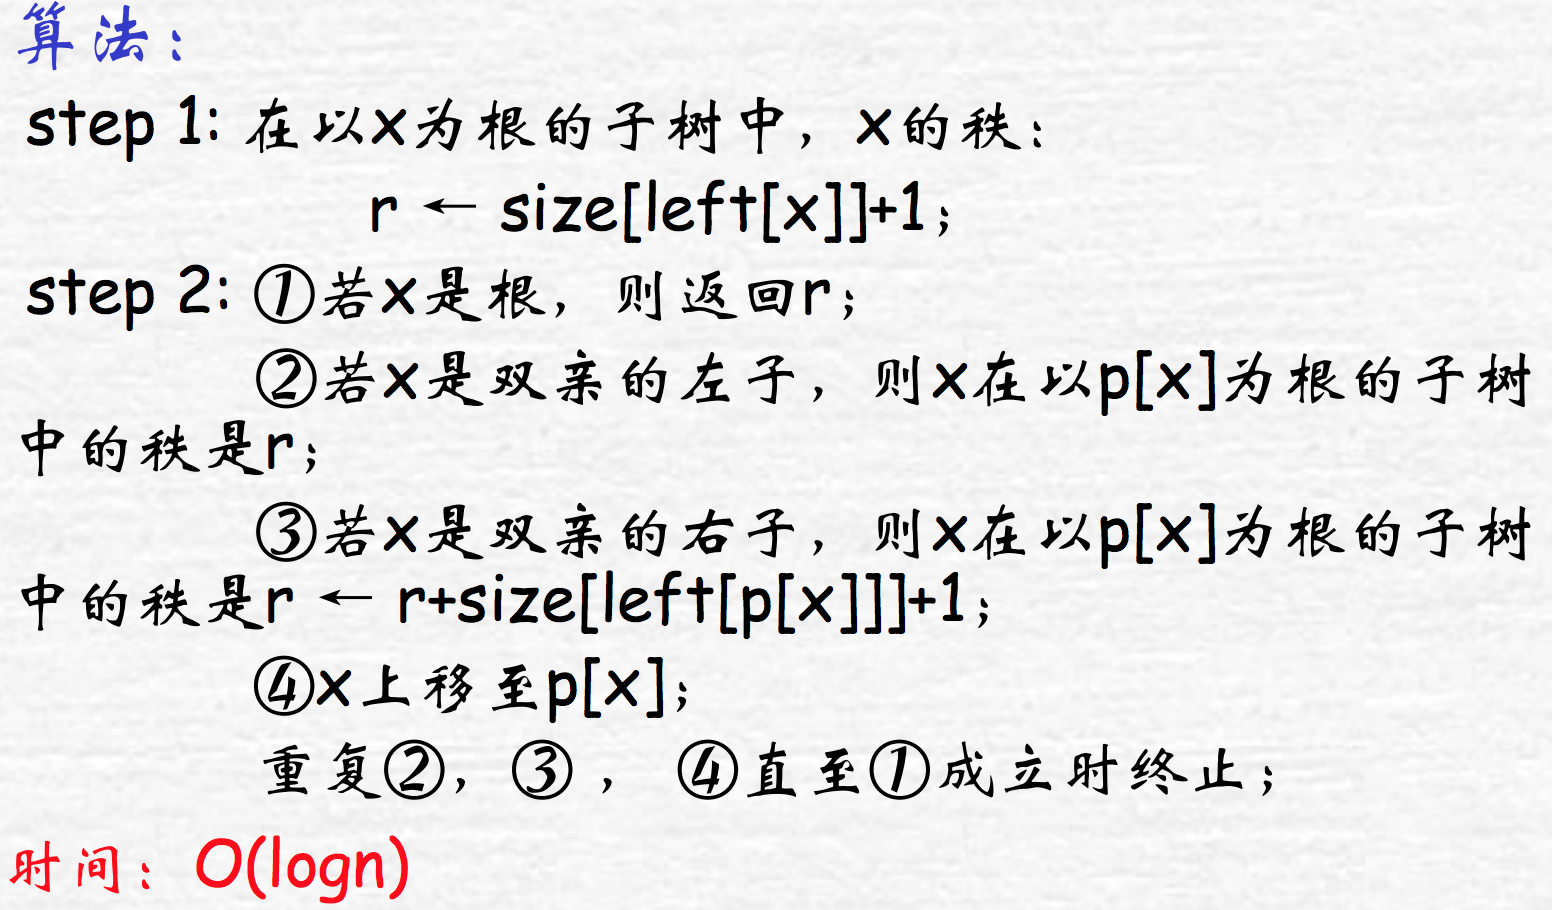 算法：
step 1: 在以x为根的子树中，x的秩：
r ← size[left[x]]+1；
step 2: ①若x是根，则返回r；
②若x是双亲的左子，则x在以p[x]为根的子树
中的秩是r；
③若x是双亲的右子，则x在以p[x]为根的子树
中的秩是r ← r+size[left[p[x]]]+1；
④x上移至p[x]；
重复②，③，④直至①成立时终止；
时间：O(logn)